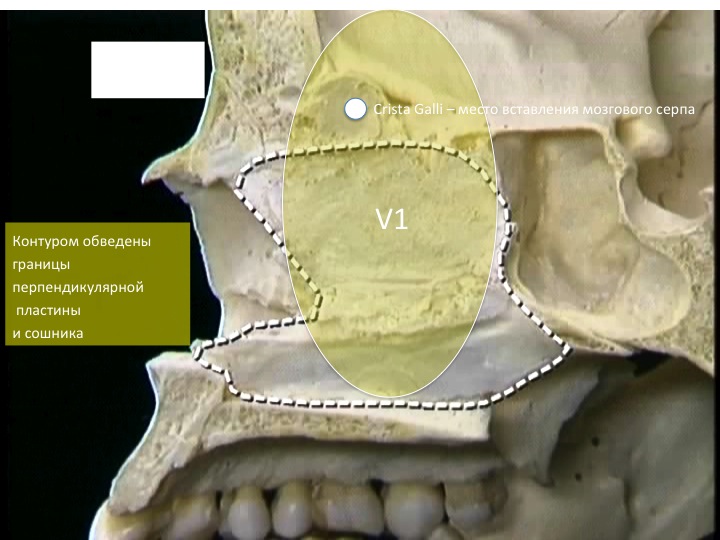 Crista Galli – место вставления мозгового серпа
V1
Контуром обведены
границы
перпендикулярной
пластины
и сошника